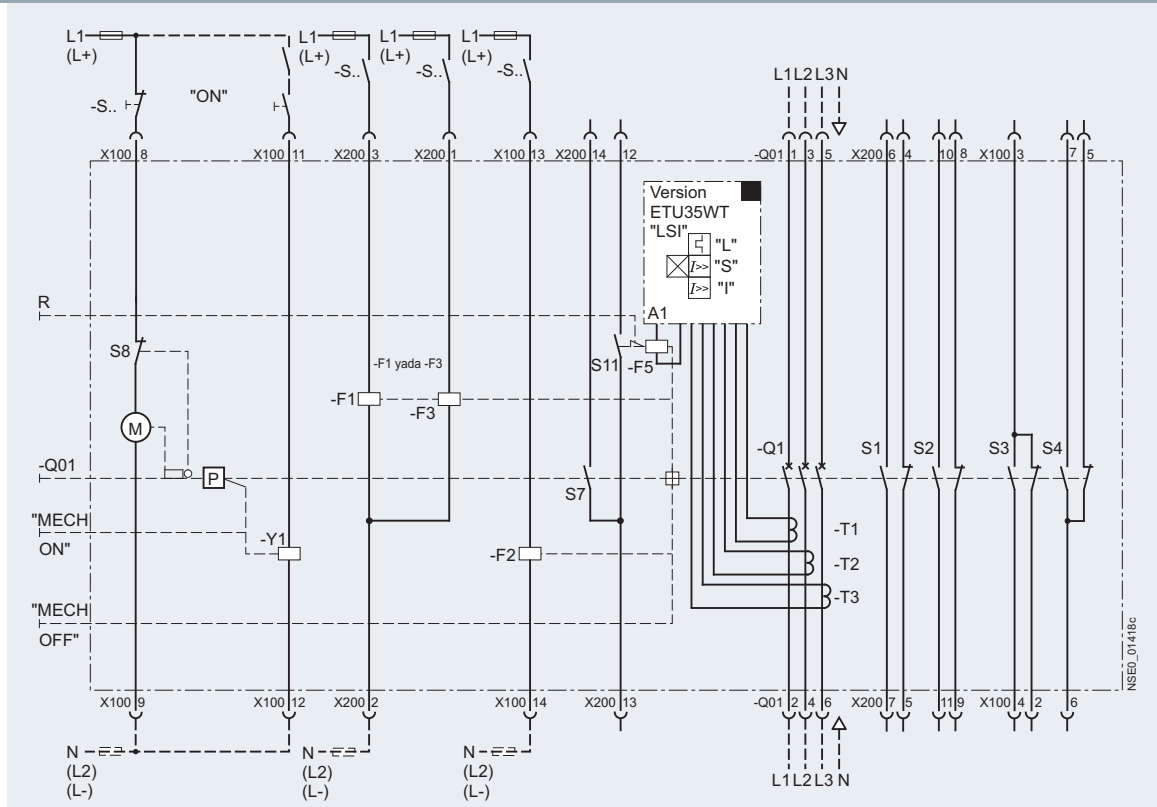 L1 L1 L1 L1
(L+) (L+) (L+) (L+)
-S.. -S.. -S..
-S.. "ON"
L1 L2 L3 N
X100 8 X100 11 X200 3 X200 1 X100 13 X200 14 12 -Q01 1 3 5 X200 6 4 10 8 X100 3 7 5
Version
ETU35WT
"LSI"
"L"
I>> "S"
I>> "I"
A1
R
S8
-F1 yada -F3
S11 -F5
-F1 -F3
M
-Q1 S1 S2 S3 S4
-Q01
P
S7
"MECH
ON"
-Y1
-F2
-T1
-T2
-T3
"MECH
OFF"
NSE0_01418c
X100 9 X100 12 X200 2 X100 14 X200 13 -Q01 2 4 6 X200 7 5 11 9 X100 4 2 6
N N N
(L2) (L2) (L2)
(L-) (L-) (L-)
L1 L2 L3 N